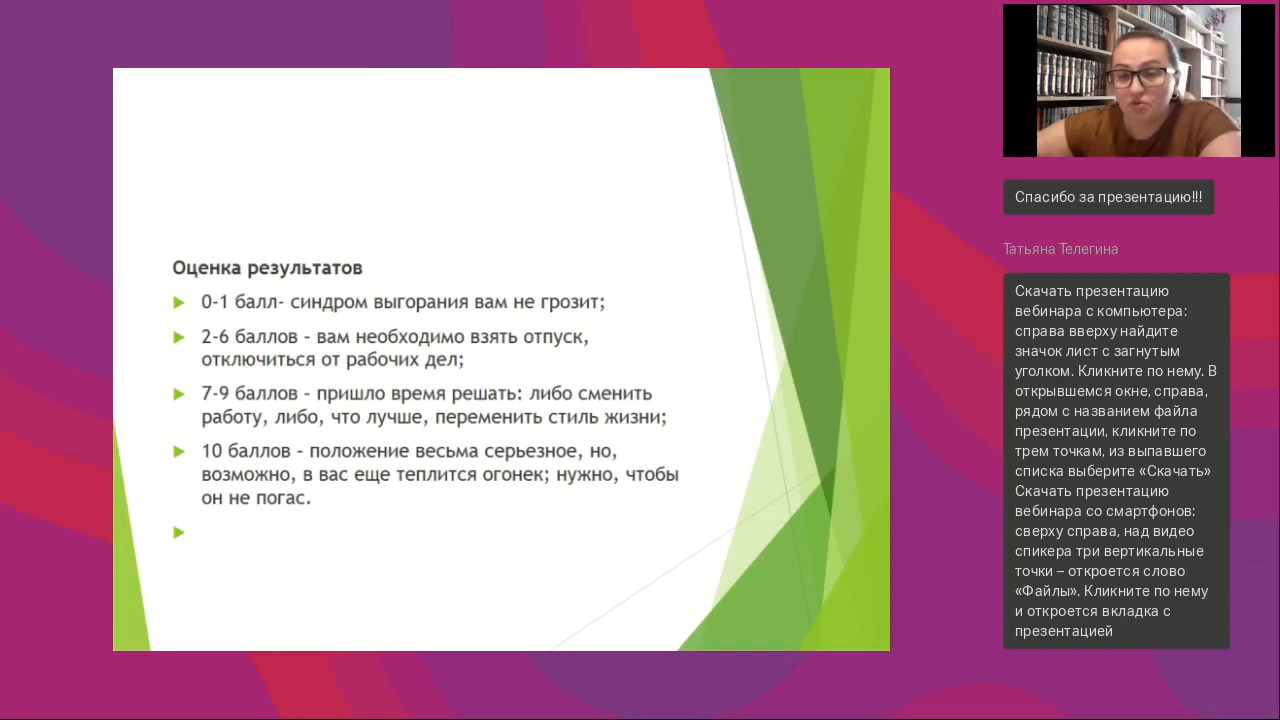 Оценка результатов
0-1 балл- синдром выгорания вам не грозит;
2-6 баллов – вам необходимо взять отпуск,
отключиться от рабочих дел;
7-9 баллов – пришло время решать: либо сменить
работу, либо, что лучше, переменить стиль жизни;
10 баллов – положение весьма серьезное, но,
возможно, в вас еще теплится огонек; нужно, чтобы
он не погас.
Спасибо за презентацию!!!
Татьяна Телегина
Скачать презентацию
вебинара с компьютера:
справа вверху найдите
значок лист с загнутым
уголком. Кликните по нему. В
открывшемся окне, справа,
рядом с названием файла
презентации, кликните по
трем точкам, из выпавшего
списка выберите «Скачать»
Скачать презентацию
вебинара со смартфонов:
сверху справа, над видео
спикера три вертикальные
точки – откроется слово
«Файлы». Кликните по нему
и откроется вкладка с
презентацией